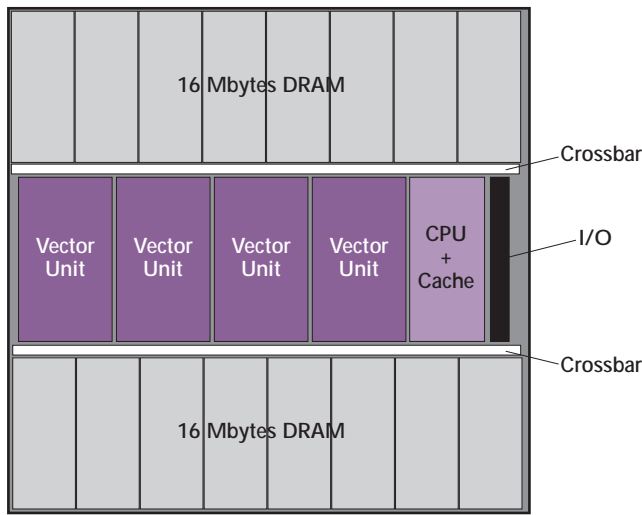 16 Mbytes DRAM
Crossbar
Vector
Unit
Vector
Unit
Vector
Unit
Vector
Unit
CPU
+
Cache
I/O
Crossbar
16 Mbytes DRAM